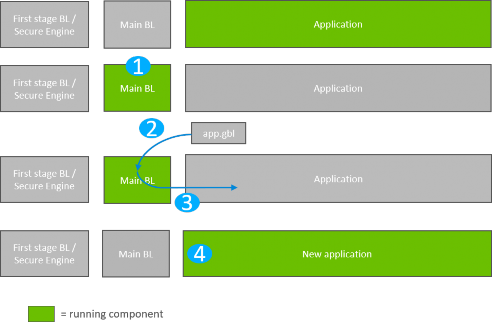 First stage BL /
Secure Engine
Main BL
Application
1
First stage BL /
Secure Engine
Main BL
Application
2
app.gbl
First stage BL /
Secure Engine
Main BL
Application
3
First stage BL /
Secure Engine
Main BL
4
New application
= running component